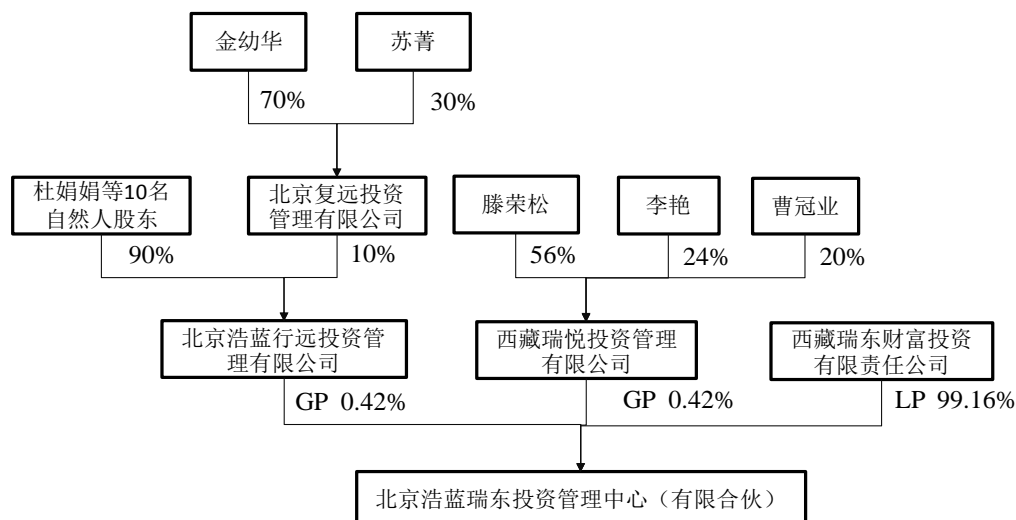 金幼华
苏菁
70%
30%
杜娟娟等10名
自然人股东
北京复远投资
管理有限公司
滕荣松
李艳
曹冠业
90%
10%
56%
24%
20%
北京浩蓝行远投资管
理有限公司
西藏瑞悦投资管理
有限公司
西藏瑞东财富投资
有限责任公司
GP 0.42%
GP 0.42%
LP 99.16%
北京浩蓝瑞东投资管理中心（有限合伙）